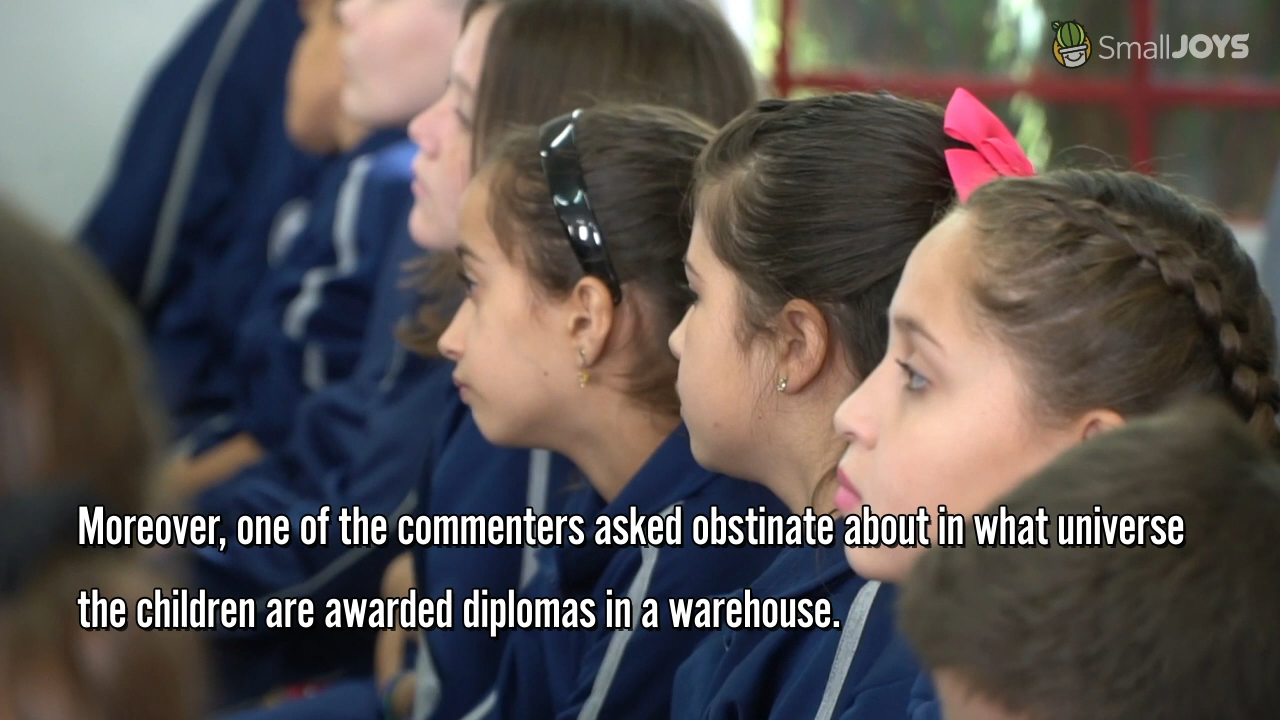 SmallJOYS
Moreover, one of the commenters asked obstinate about in what universe
the children are awarded diplomas in a warehouse.